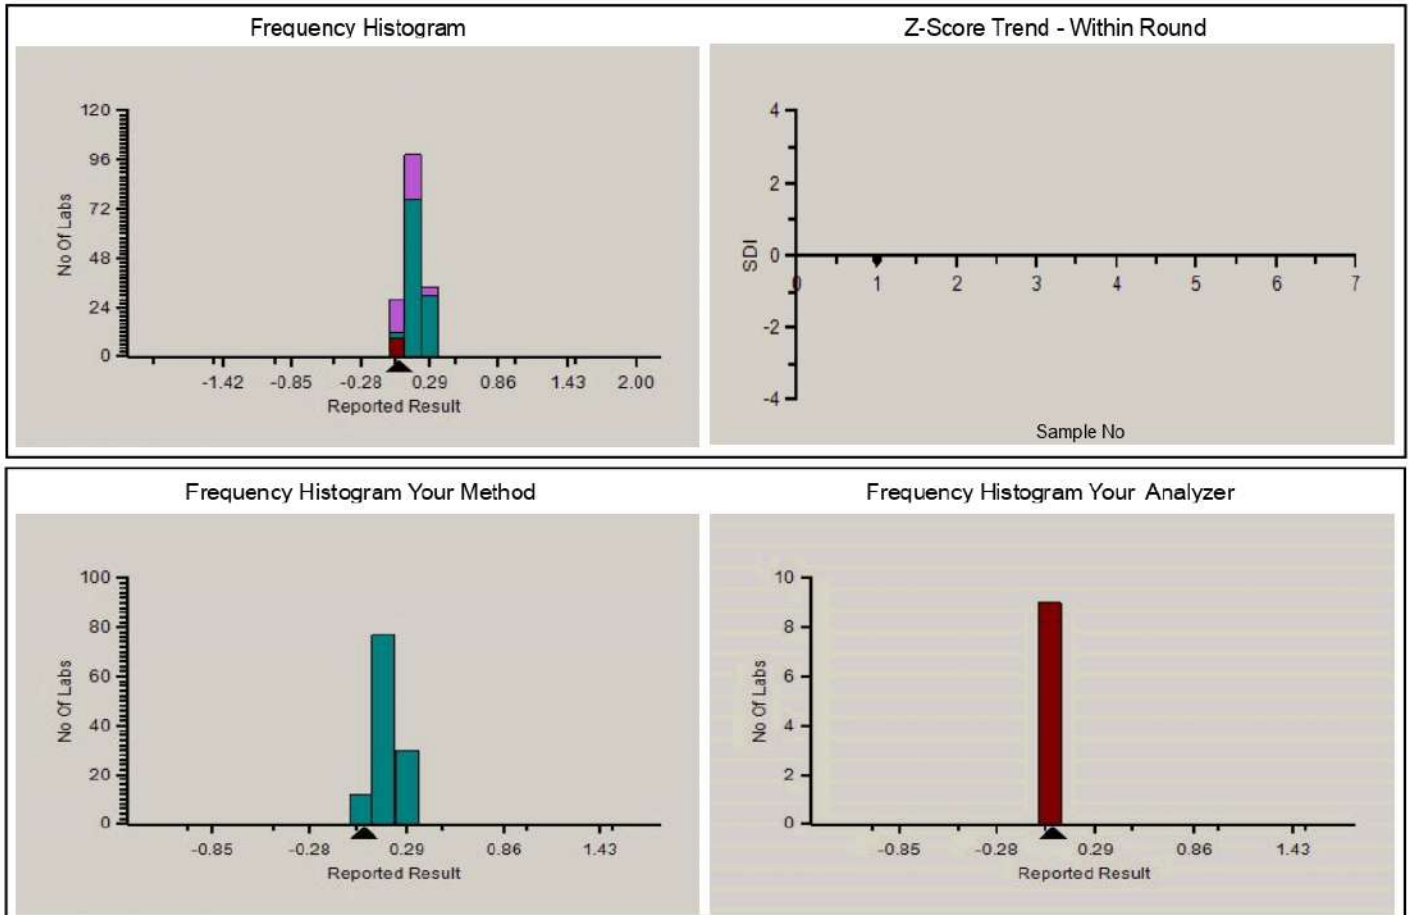 Frequency Histogram
120
96
72
48
24
0
No Of Labs
-1.42 -0.85 -0.28 0.29 0.86 1.43 2.00
Reported Result
Z-Score Trend - Within Round
4
2
0
-2
-4
SDI
0 1 2 3 4 5 6 7
Sample No
Frequency Histogram Your Method
100
80
60
40
20
0
No Of Labs
-0.85 -0.28 0.29 0.86 1.43
Reported Result
Frequency Histogram Your Analyzer
10
8
6
4
2
0
No Of Labs
-0.85 -0.28 0.29 0.86 1.43
Reported Result